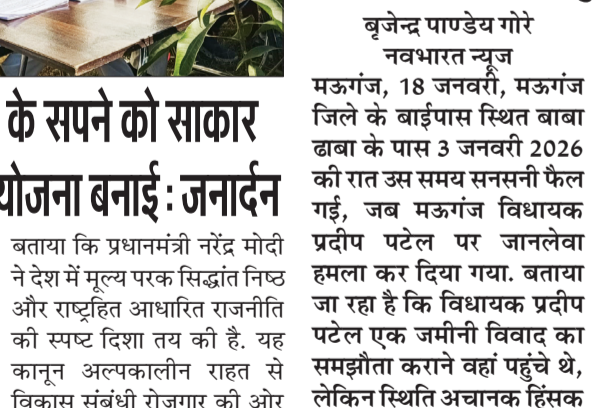 के सपने को साकार
योजना बनाई : जनार्दन
बताया कि प्रधानमंत्री नरेंद्र मोदी
ने देश में मूल्य परक सिद्धांत निष्ठ
और राष्ट्रहित आधारित राजनीति
की स्पष्ट दिशा तय की है. यह
कानून अल्पकालीन राहत से
विकास संबंधी रोजगार की ओर
बृजेन्द्र पाण्डेय गोरे
नवभारत न्यूज
मऊगंज, 18 जनवरी, मऊगंज
जिले के बाईपास स्थित बाबा
ढाबा के पास 3 जनवरी 2026
की रात उस समय सनसनी फैल
गई, जब मऊगंज विधायक
प्रदीप पटेल पर जानलेवा
हमला कर दिया गया. बताया
जा रहा है कि विधायक प्रदीप
पटेल एक जमीनी विवाद का
समझौता कराने वहां पहुंचे थे,
लेकिन स्थिति अचानक हिंसक